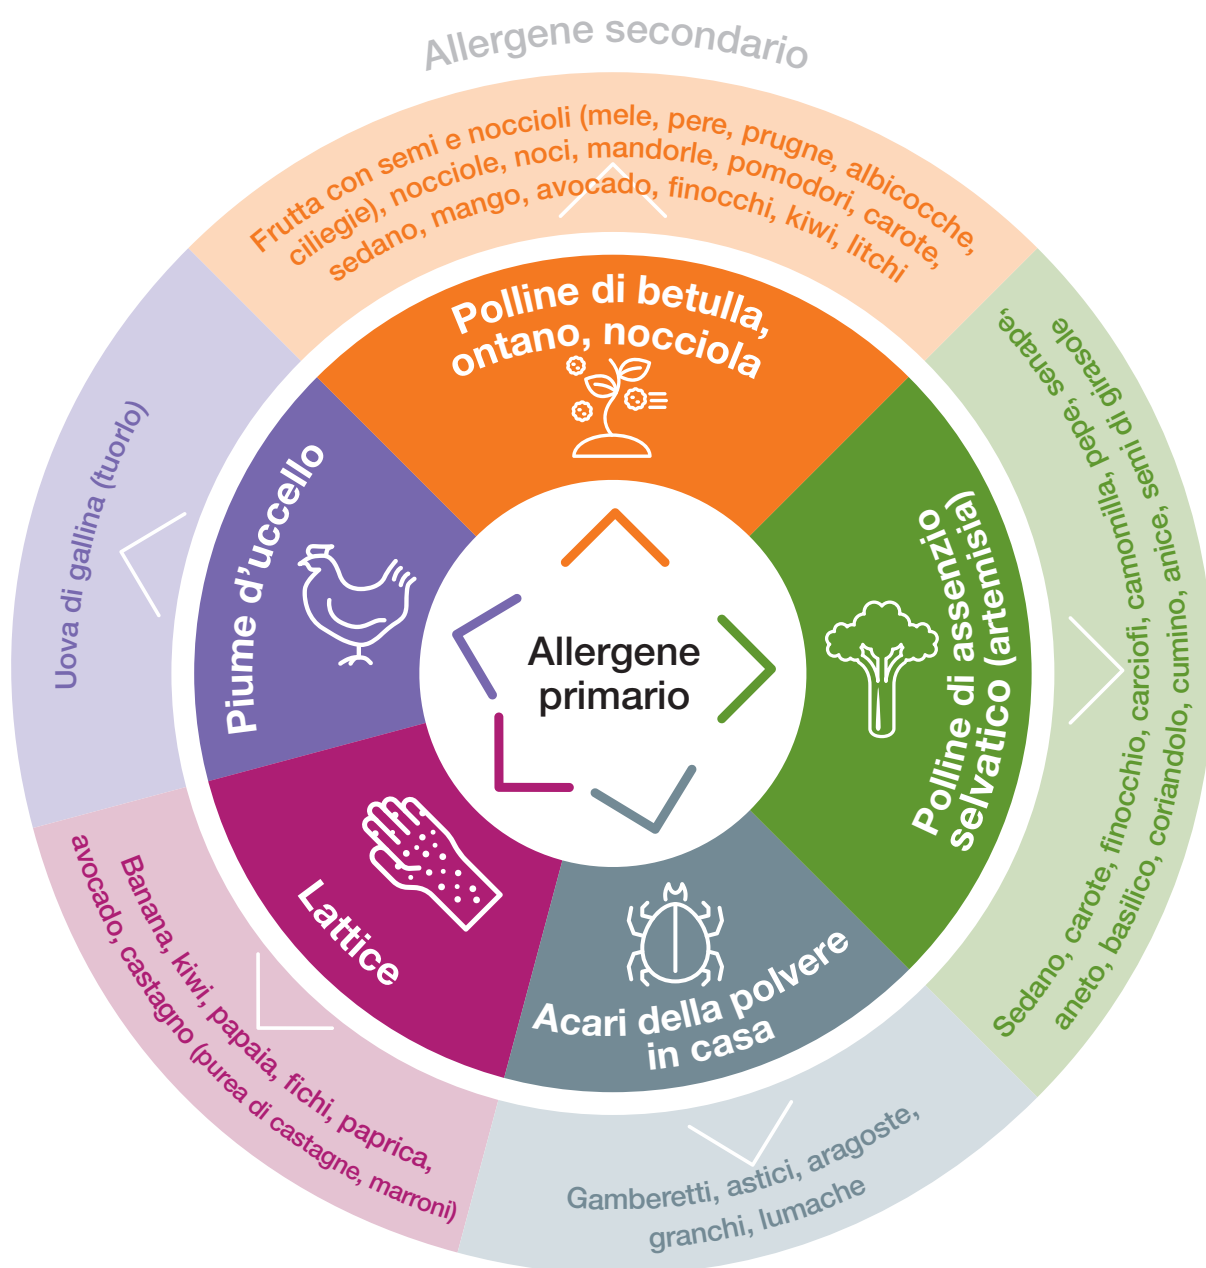 Allergene secondario
Frutta con semi e noccioli (mele, pere, prugne, albicocche,
ciliegie), nocciole, noci, mandorle, pomodori, carote,
sedano, mango, avocado, finocchi, kiwi, litchi
Polline di betulla,
ontano, nocciola
Sedano, carote, finocchio, carciofi, camomilla, pepe, senape,
aneto, basilico, coriandolo, cumino, anice, semi di girasole
Polline di assenzio
selvatico (artemisia)
Uova di gallina (tuorlo)
Piume d'uccello
Allergene
primario
Lattice
Banana, kiwi, papaia, fichi, paprica,
avocado, castagno (purea di castagne, marroni)
Acari della polvere
in casa
Gamberetti, astici, aragoste,
granchi, lumache